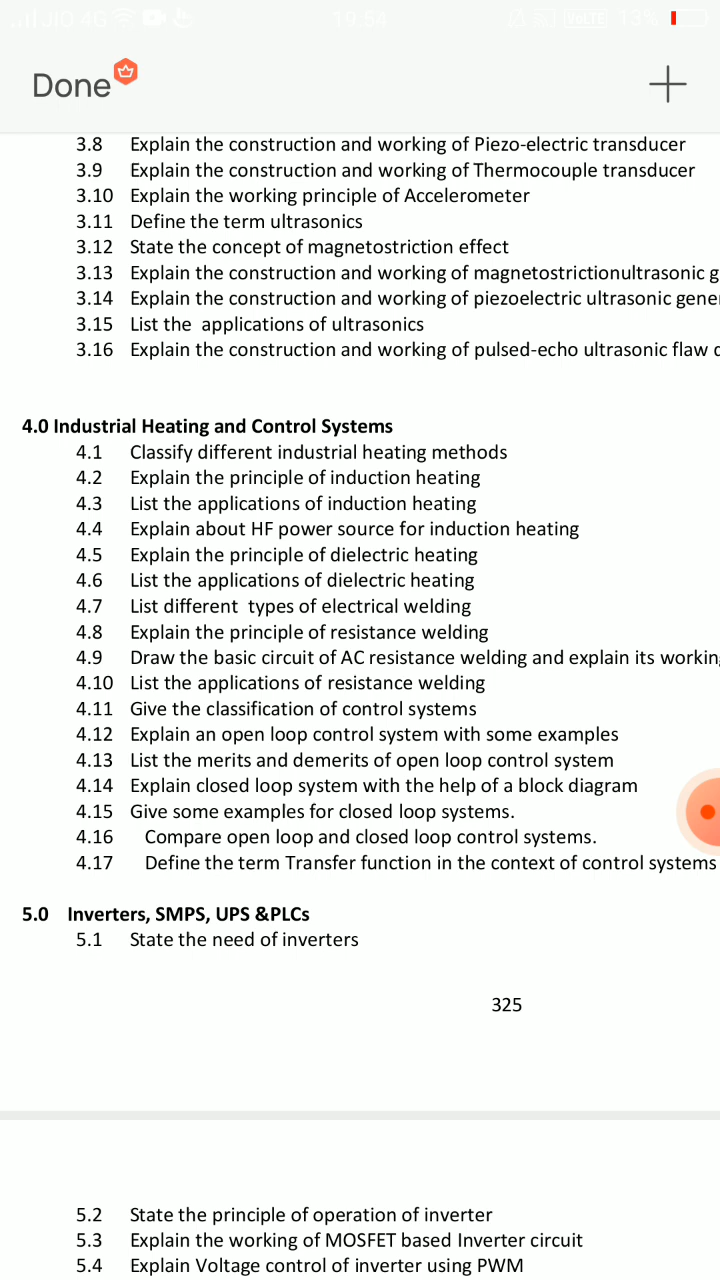 JIO 4G 19:54 VoLTE 13%
Done
3.8 Explain the construction and working of Piezo-electric transducer
3.9 Explain the construction and working of Thermocouple transducer
3.10 Explain the working principle of Accelerometer
3.11 Define the term ultrasonics
3.12 State the concept of magnetostriction effect
3.13 Explain the construction and working of magnetostrictionultrasonic g
3.14 Explain the construction and working of piezoelectric ultrasonic gene
3.15 List the applications of ultrasonics
3.16 Explain the construction and working of pulsed-echo ultrasonic flaw
4.0 Industrial Heating and Control Systems
4.1 Classify different industrial heating methods
4.2 Explain the principle of induction heating
4.3 List the applications of induction heating
4.4 Explain about HF power source for induction heating
4.5 Explain the principle of dielectric heating
4.6 List the applications of dielectric heating
4.7 List different types of electrical welding
4.8 Explain the principle of resistance welding
4.9 Draw the basic circuit of AC resistance welding and explain its workin
4.10 List the applications of resistance welding
4.11 Give the classification of control systems
4.12 Explain an open loop control system with some examples
4.13 List the merits and demerits of open loop control system
4.14 Explain closed loop system with the help of a block diagram
4.15 Give some examples for closed loop systems.
4.16 Compare open loop and closed loop control systems.
4.17 Define the term Transfer function in the context of control systems
5.0 Inverters, SMPS, UPS &PLCs
5.1 State the need of inverters
325
5.2 State the principle of operation of inverter
5.3 Explain the working of MOSFET based Inverter circuit
5.4 Explain Voltage control of inverter using PWM